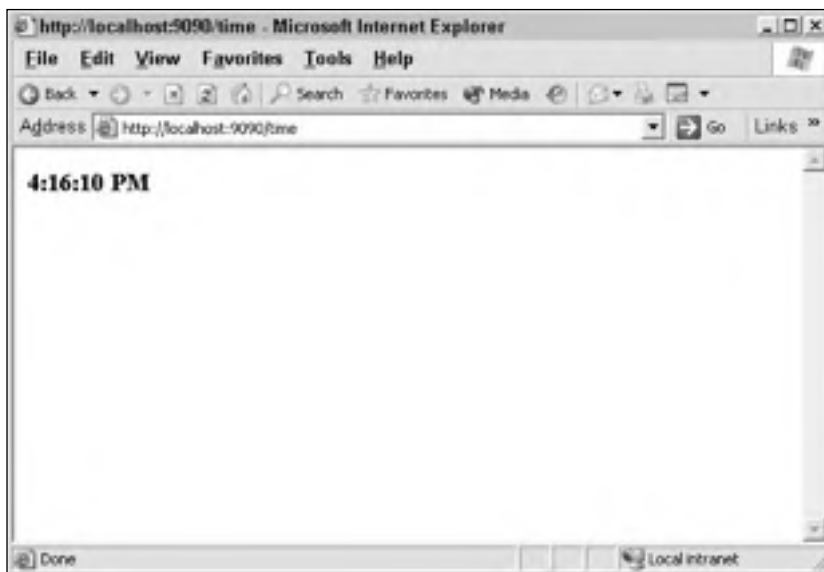 http://localhost:9090/time - Microsoft Internet Explorer
File Edit View Favorites Tools Help
Back Search Favorites Media
Address http://localhost:9090/time Go Links »
4:16:10 PM
Done Local intranet